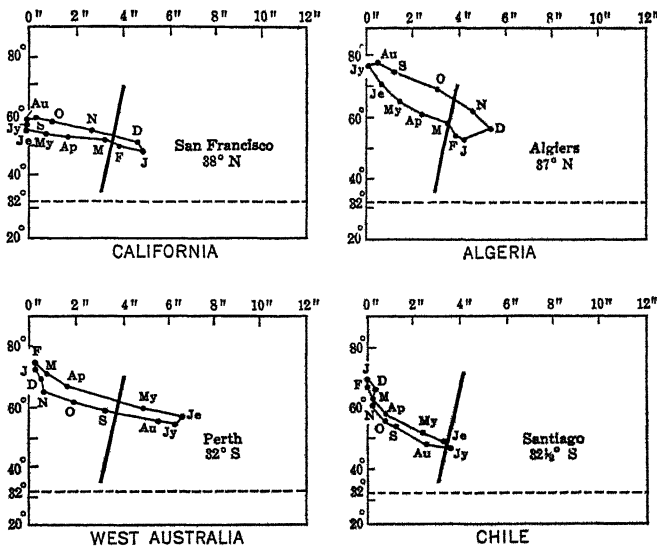 0" 2" 4" 6" 8" 10" 12"
80°
60°
40°
32°
20°
Au O N D
Jy S
Je My Ap M F J
San Francisco
38° N
CALIFORNIA
0" 2" 4" 6" 8" 10" 12"
80°
60°
40°
32°
20°
Jy Au S O N D
Je My Ap M F J
Algiers
37° N
ALGERIA
0" 2" 4" 6" 8" 10" 12"
80°
60°
40°
32°
20°
F M Ap My Je
J D N O S Au Jy
Perth
32° S
WEST AUSTRALIA
0" 2" 4" 6" 8" 10" 12"
80°
60°
40°
32°
20°
J D
F M Ap My Je
N O S Au Jy
Santiago
32½° S
CHILE